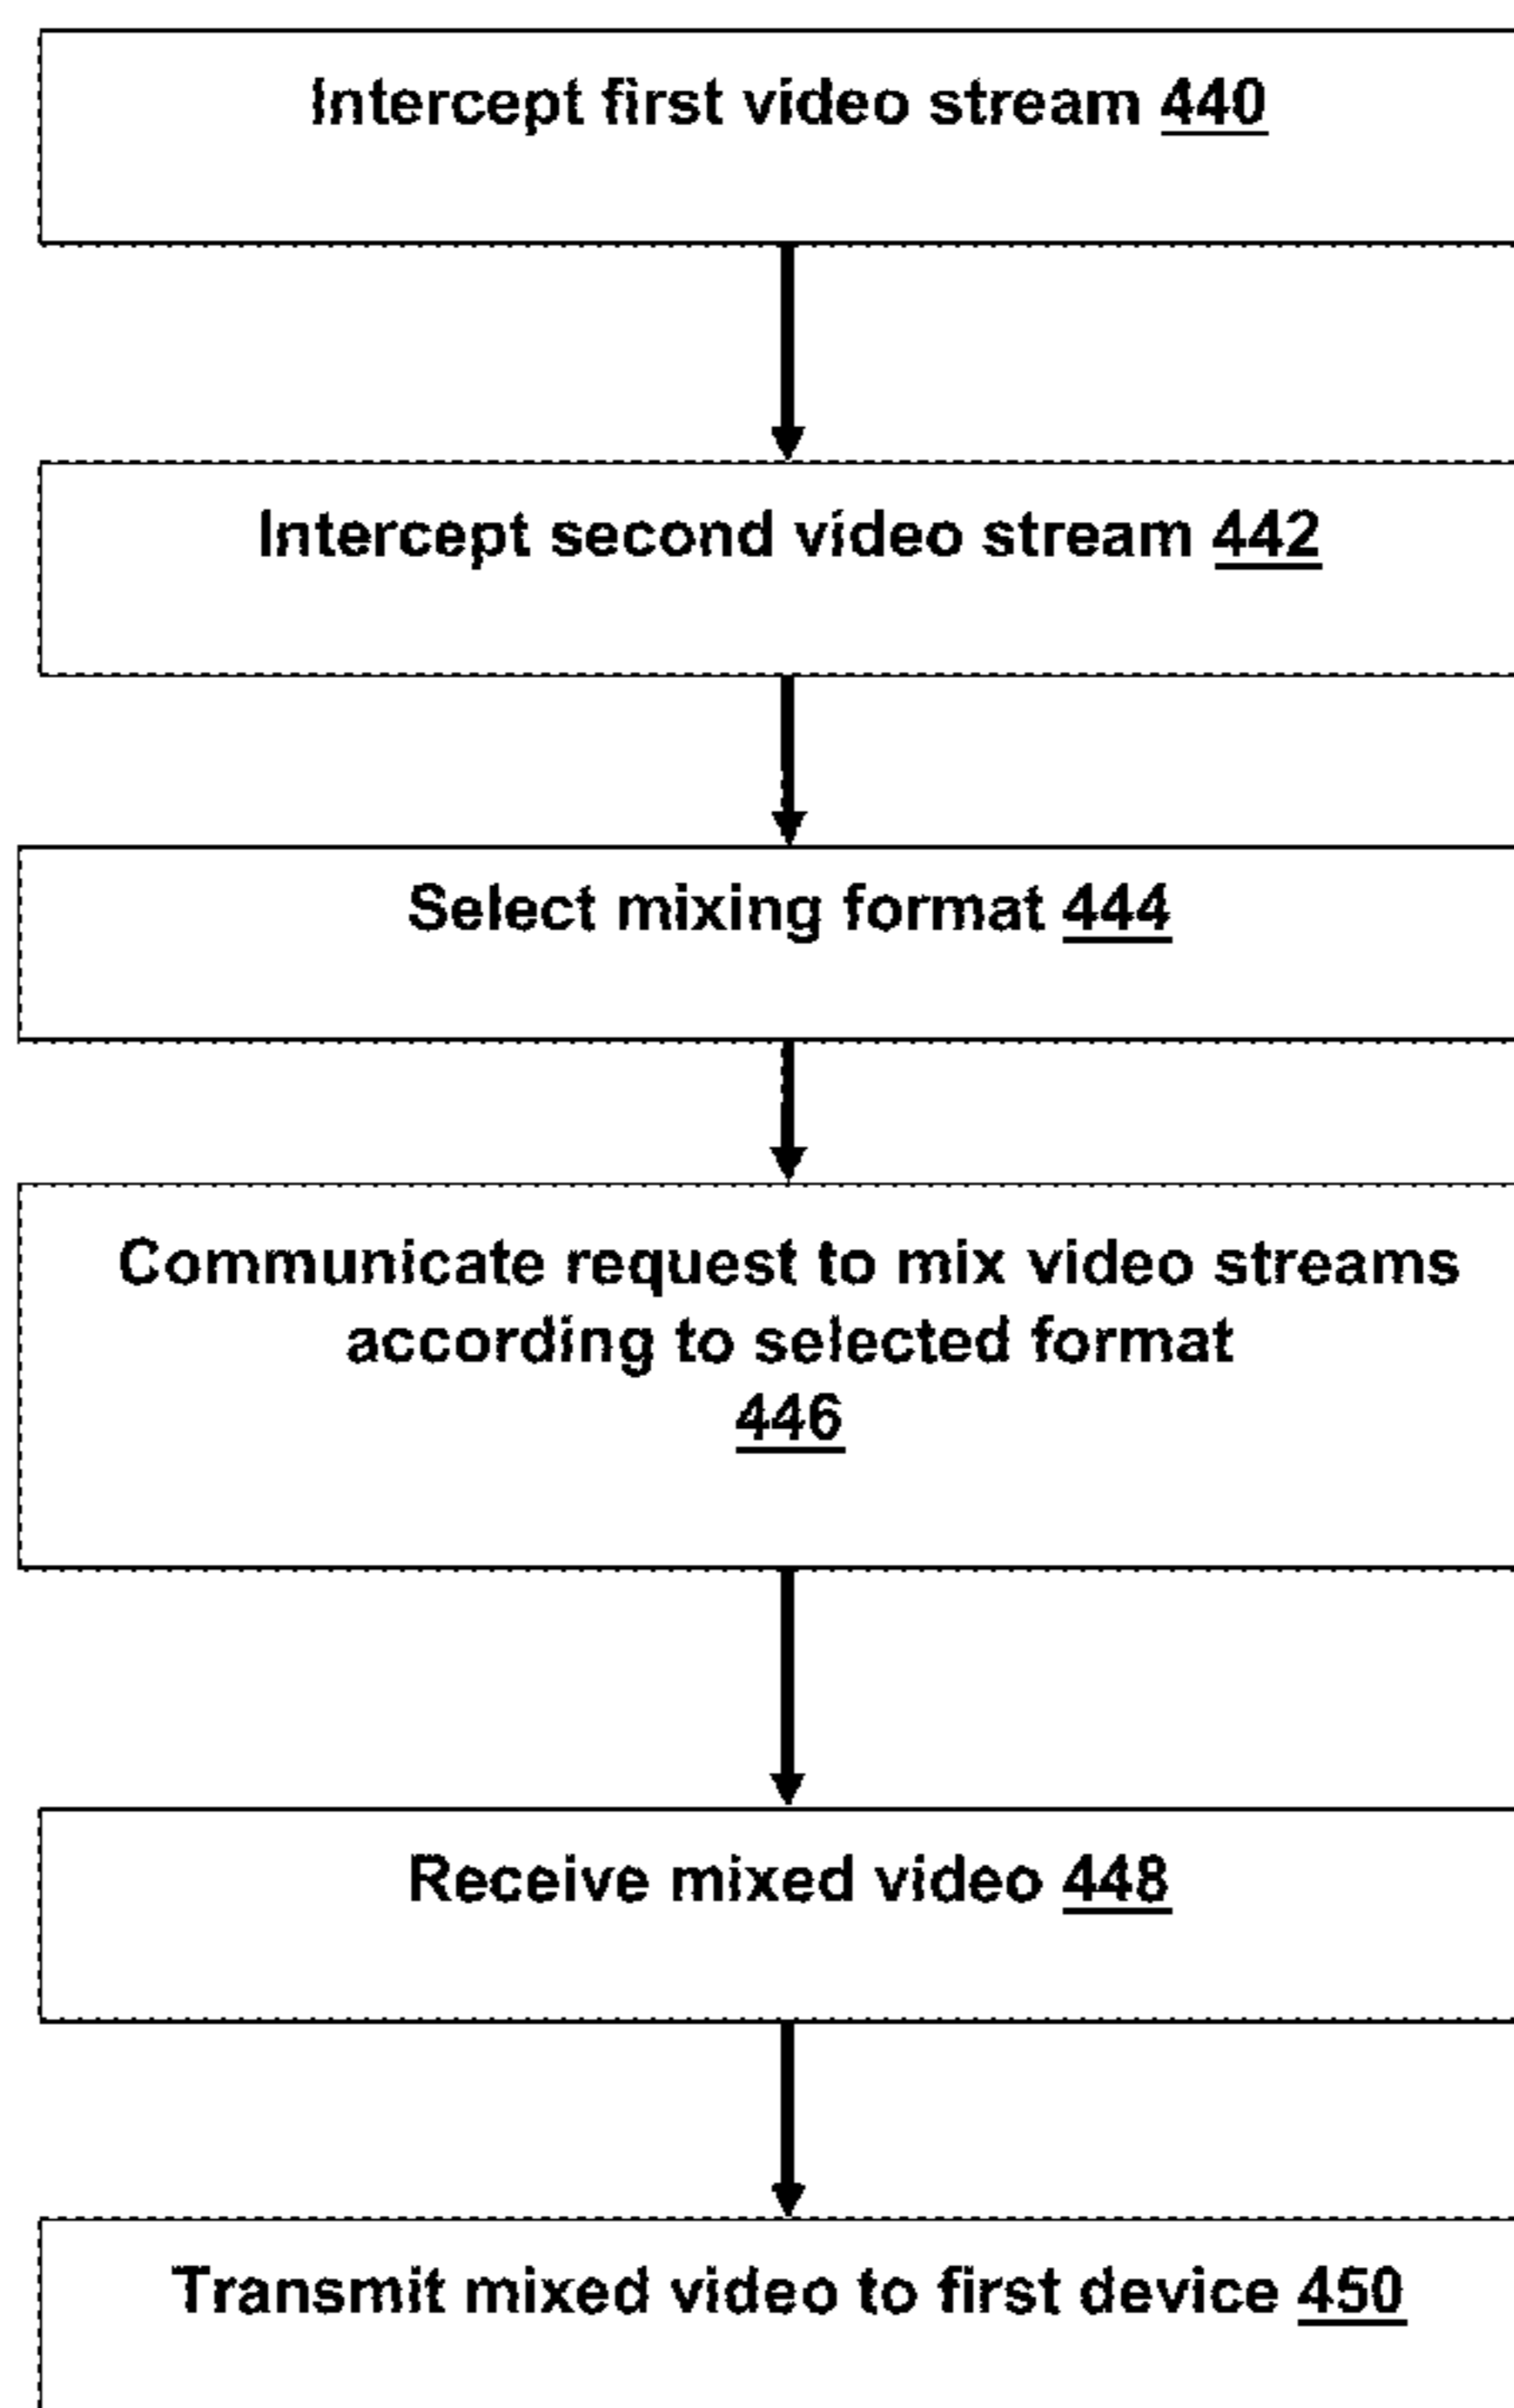 Intercept first video stream 440
Intercept second video stream 442
Select mixing format 444
Communicate request to mix video streams
according to selected format
446
Receive mixed video 448
Transmit mixed video to first device 450